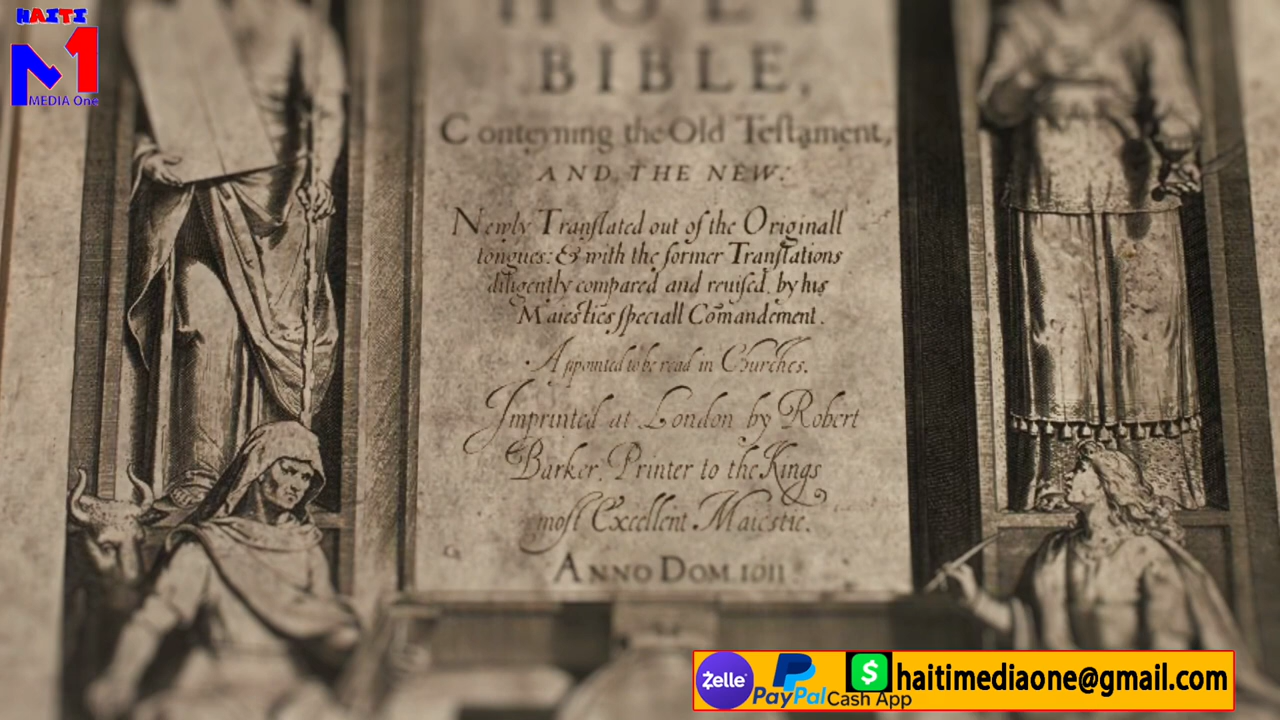 HAITI
M1
MEDIA One
HOLY
BIBLE,
Conteyning the Old Teſtament,
AND THE NEW:
Newly Tranſlated out of the Originall
tongues: & with the former Tranſlations
diligently compared and reuiſed, by his
Maieſties ſpeciall Comandement.
Appointed to be read in Churches.
Imprinted at London by Robert
Barker, Printer to the Kings
moſt Excellent Maieſtie.
ANNO DOM. 1611.
Zelle
PayPal
Cash App
haitimediaone@gmail.com